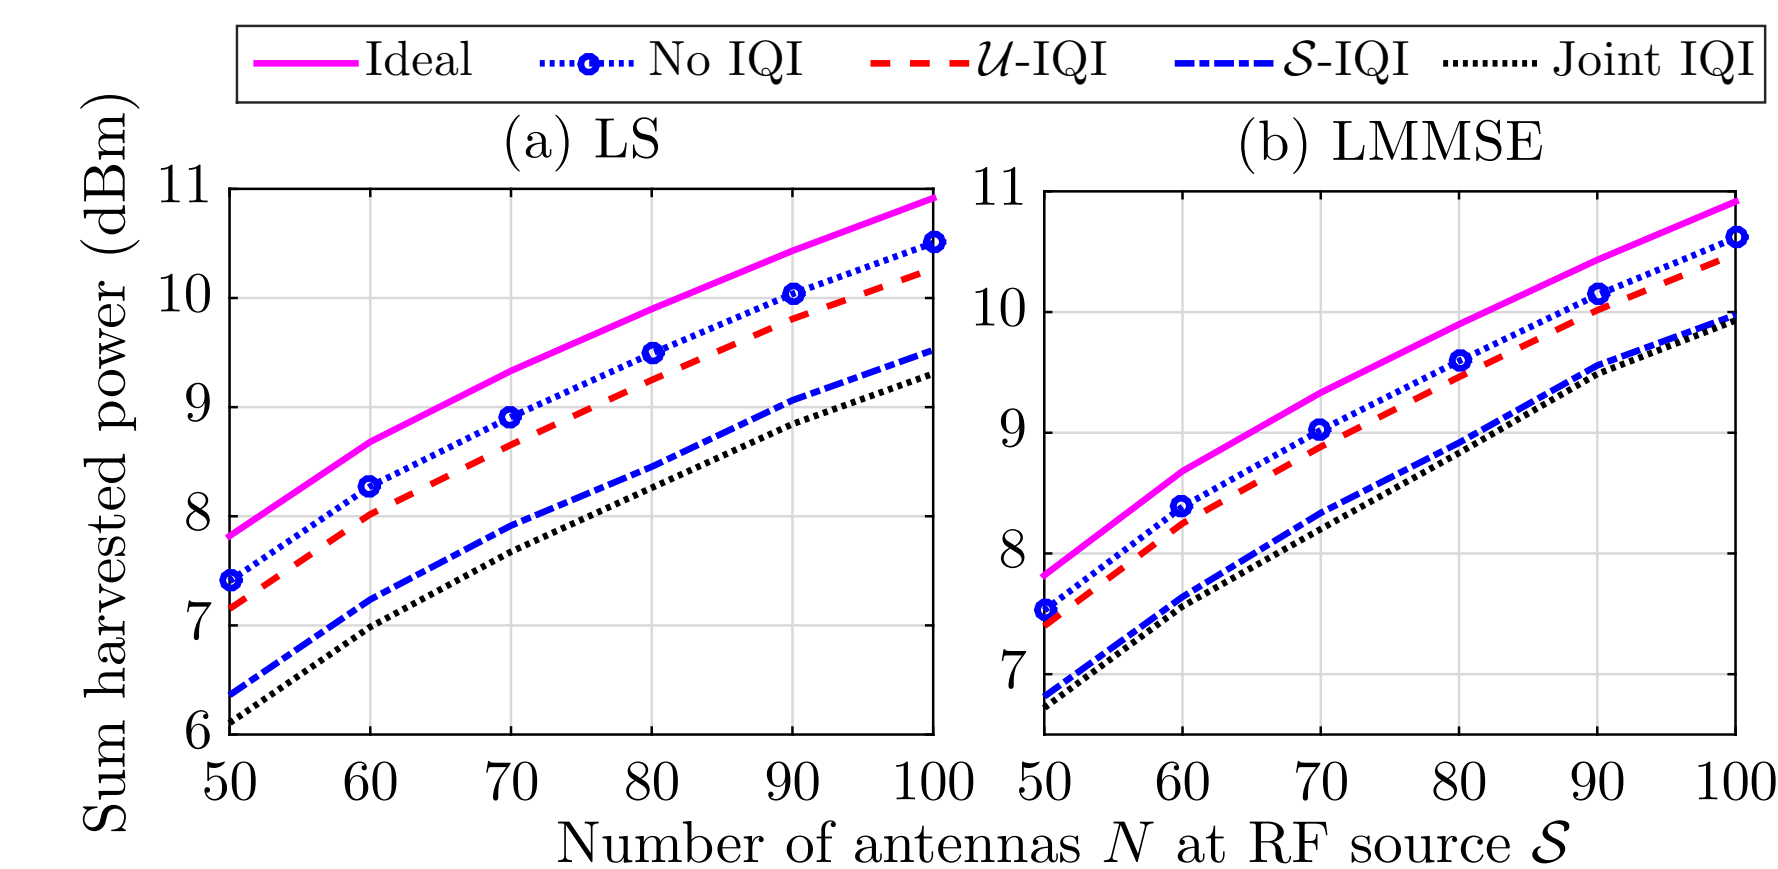 Ideal No IQI 𝒰-IQI 𝒮-IQI Joint IQI
(a) LS
(b) LMMSE
Sum harvested power (dBm)
11
10
9
8
7
6
50 60 70 80 90 100
11
10
9
8
7
50 60 70 80 90 100
Number of antennas N at RF source 𝒮